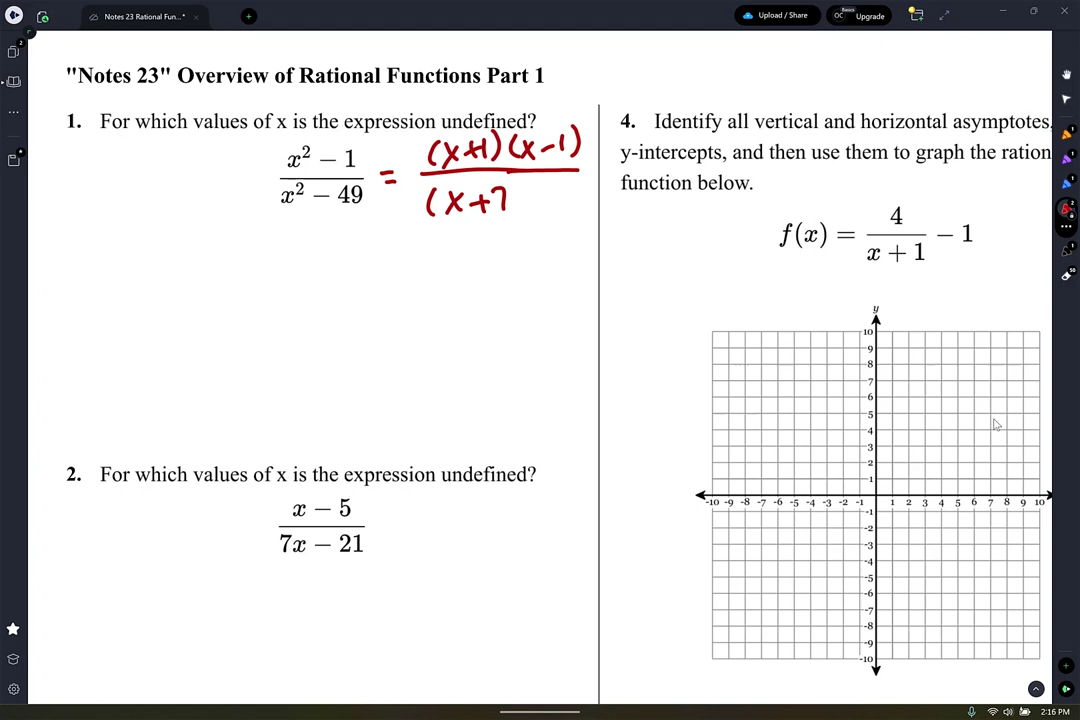 Notes 23 Rational Fun...*
Upload / Share
OC
Basics
Upgrade
"Notes 23" Overview of Rational Functions Part 1
1. For which values of x is the expression undefined?
x² − 1
x² − 49
=
(x+1)(x−1)
(x+7
2. For which values of x is the expression undefined?
x − 5
7x − 21
4. Identify all vertical and horizontal asymptotes,
y-intercepts, and then use them to graph the ration
function below.
f(x) = 4 / x + 1 − 1
y
10
9
8
7
6
5
4
3
2
1
-10 -9 -8 -7 -6 -5 -4 -3 -2 -1 1 2 3 4 5 6 7 8 9 10
-1
-2
-3
-4
-5
-6
-7
-8
-9
-10
2:16 PM